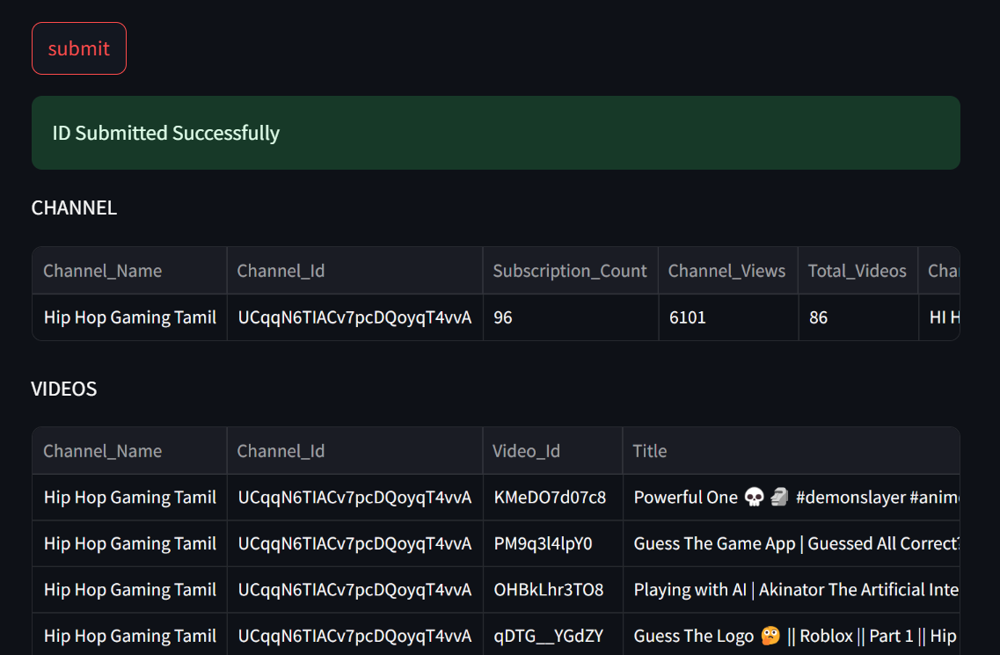 submit
ID Submitted Successfully
CHANNEL
Channel_Name Channel_Id Subscription_Count Channel_Views Total_Videos Cha
Hip Hop Gaming Tamil UCqqN6TIACv7pcDQoyqT4vvA 96 6101 86 HI H
VIDEOS
Channel_Name Channel_Id Video_Id Title
Hip Hop Gaming Tamil UCqqN6TIACv7pcDQoyqT4vvA KMeDO7d07c8 Powerful One 💀 🗿 #demonslayer #anim
Hip Hop Gaming Tamil UCqqN6TIACv7pcDQoyqT4vvA PM9q3l4lpY0 Guess The Game App | Guessed All Correct?
Hip Hop Gaming Tamil UCqqN6TIACv7pcDQoyqT4vvA OHBkLhr3TO8 Playing with AI | Akinator The Artificial Inte
Hip Hop Gaming Tamil UCqqN6TIACv7pcDQoyqT4vvA qDTG__YGdZY Guess The Logo 🤔 || Roblox || Part 1 || Hip